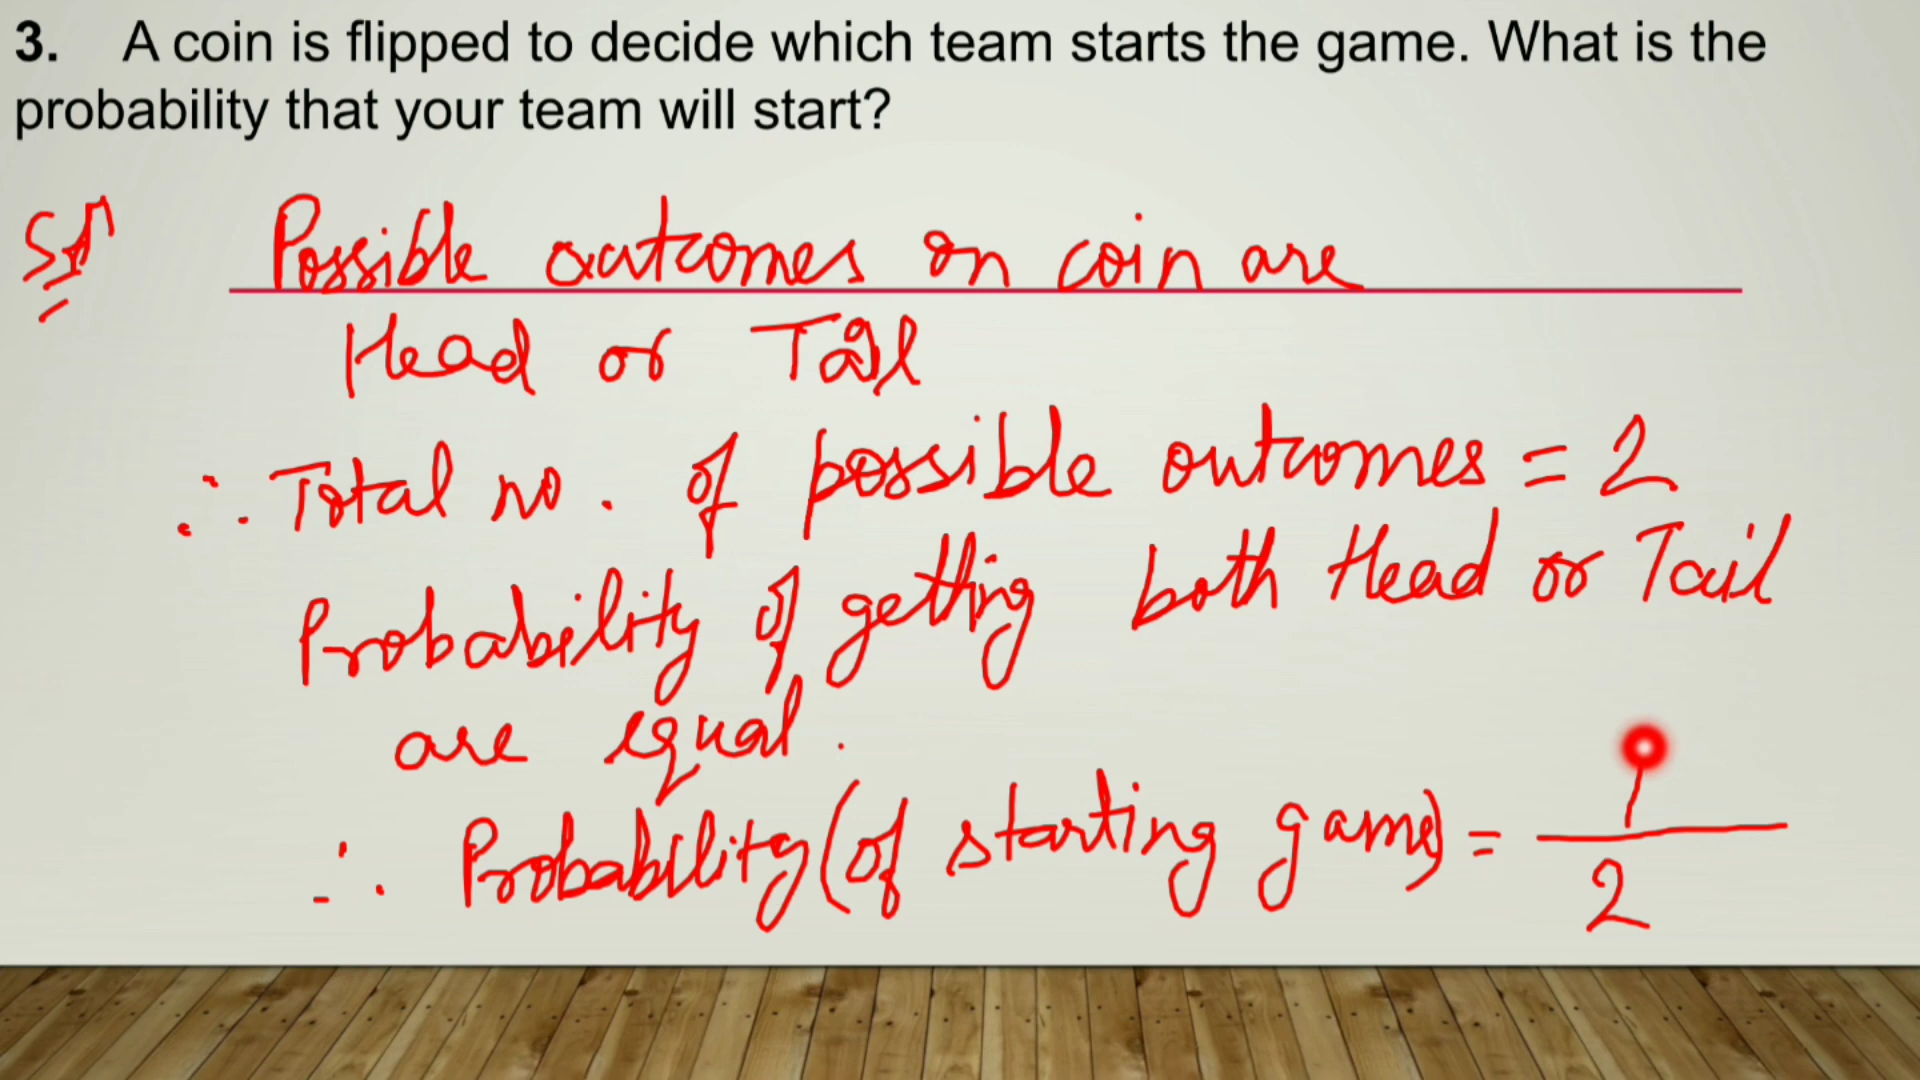 3. A coin is flipped to decide which team starts the game. What is the
probability that your team will start?
Sol
Possible outcomes on coin are
Head or Tail
∴ Total no. of possible outcomes = 2
Probability of getting both Head or Tail
are equal.
∴ Probability (of starting game) = 1/2